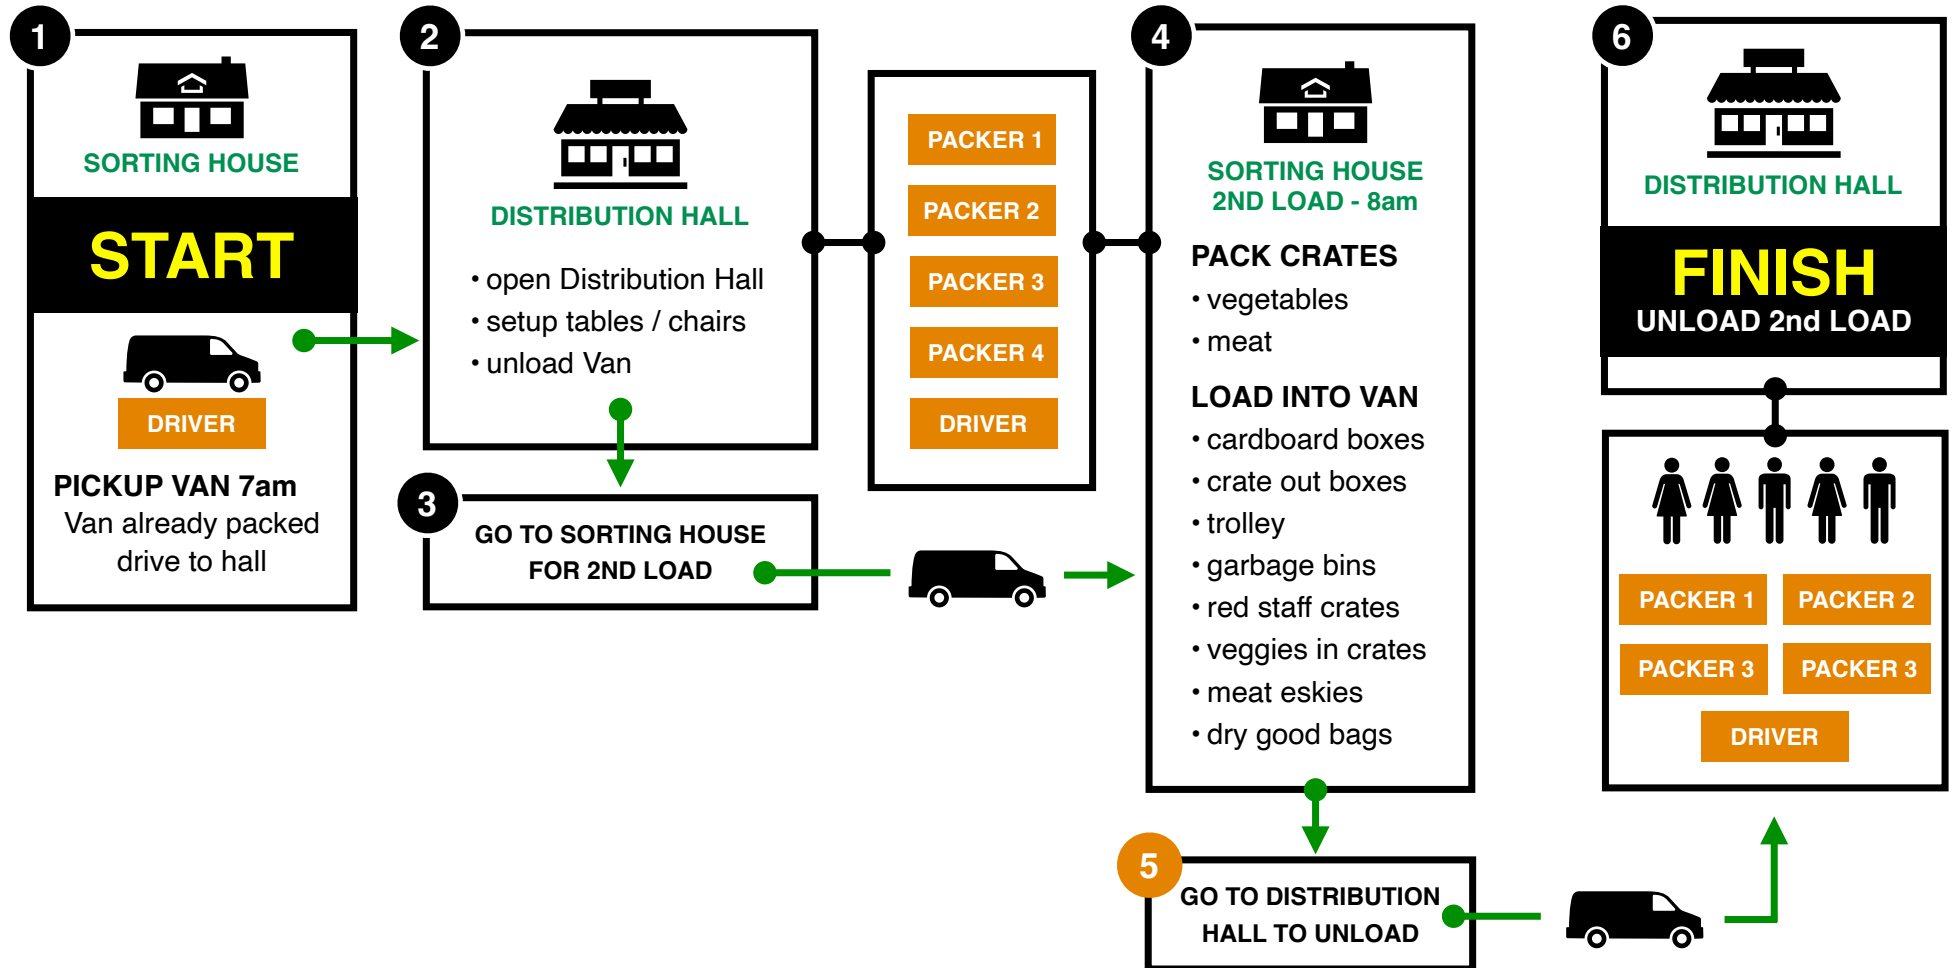 1
SORTING HOUSE
START
DRIVER
PICKUP VAN 7am
Van already packed
drive to hall
2
DISTRIBUTION HALL
• open Distribution Hall
• setup tables / chairs
• unload Van
3
GO TO SORTING HOUSE
FOR 2ND LOAD
PACKER 1
PACKER 2
PACKER 3
PACKER 4
DRIVER
4
SORTING HOUSE
2ND LOAD - 8am
PACK CRATES
• vegetables
• meat
LOAD INTO VAN
• cardboard boxes
• crate out boxes
• trolley
• garbage bins
• red staff crates
• veggies in crates
• meat eskies
• dry good bags
5
GO TO DISTRIBUTION
HALL TO UNLOAD
6
DISTRIBUTION HALL
FINISH
UNLOAD 2nd LOAD
PACKER 1 PACKER 2
PACKER 3 PACKER 3
DRIVER